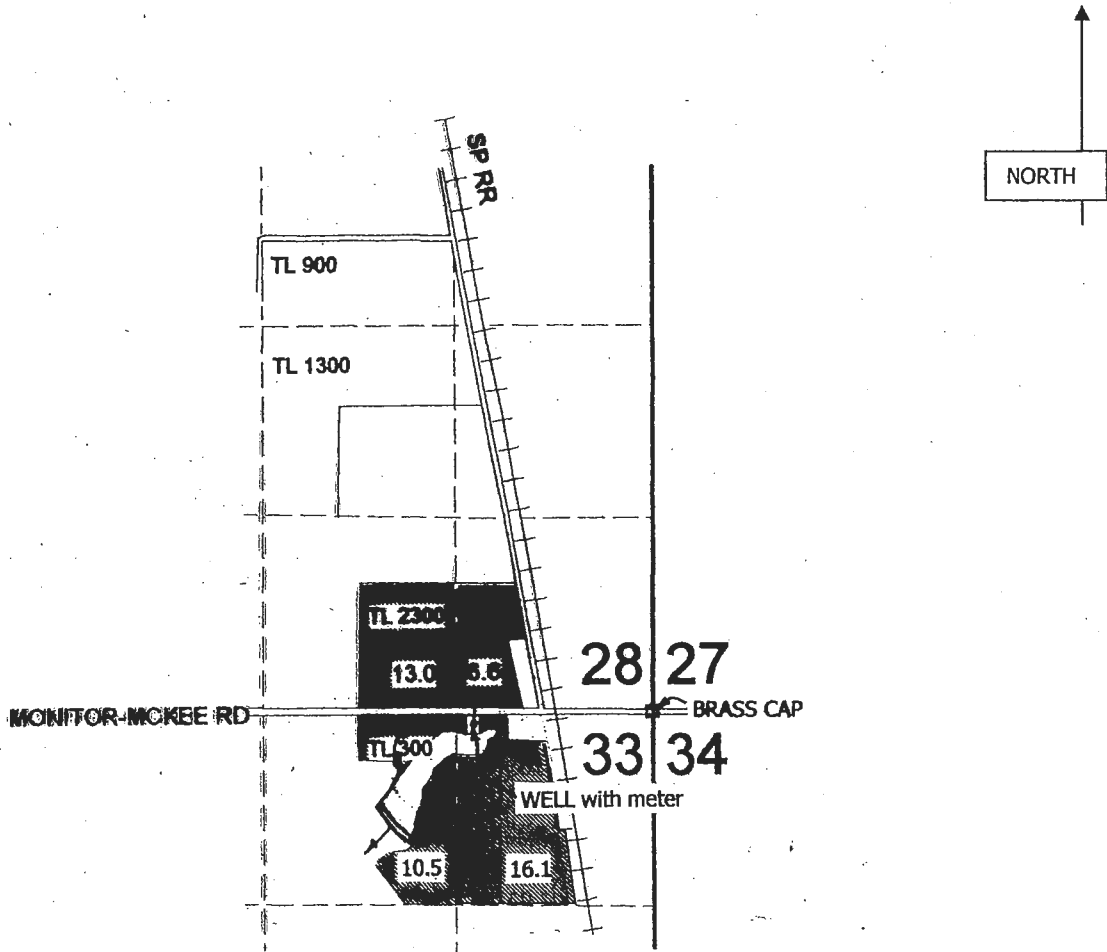 NORTH
SP RR
TL 900
TL 1300
TL 2300
13.0
28 27
MONITOR-MCKEE RD
BRASS CAP
TL 300
33 34
WELL with meter
10.5
16.1